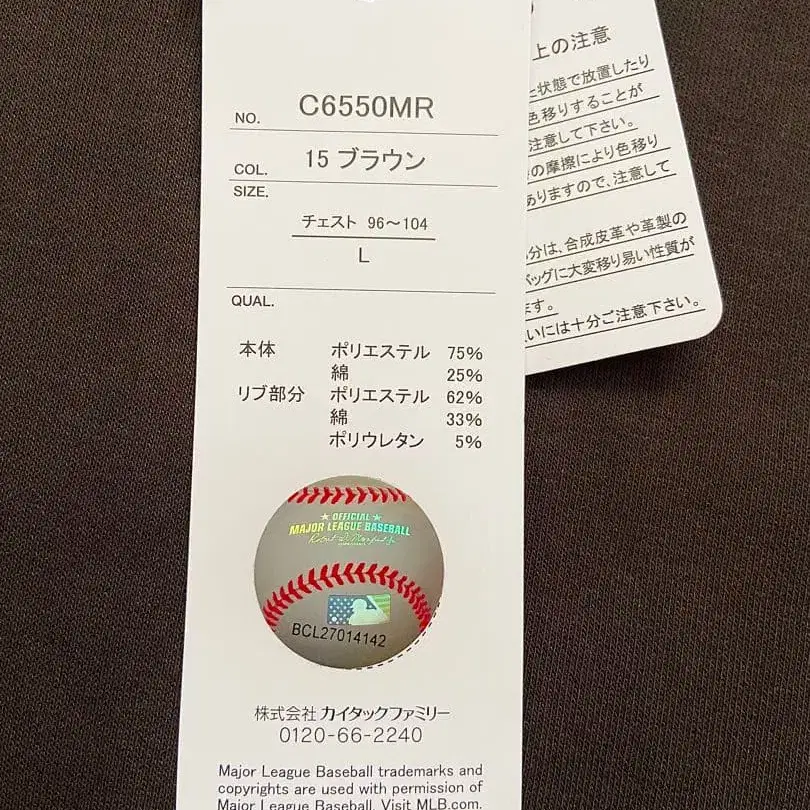 NO. C6550MR
COL. 15 ブラウン
SIZE.
チェスト 96～104
L
QUAL.
本体 ポリエステル 75%
綿 25%
リブ部分 ポリエステル 62%
綿 33%
ポリウレタン 5%
★ OFFICIAL ★
MAJOR LEAGUE BASEBALL
BCL27014142
株式会社 カイタックファミリー
0120-66-2240
Major League Baseball trademarks and
copyrights are used with permission of
Major League Baseball. Visit MLB.com.
上の注意
状態で放置したり
色移りすることが
注意して下さい。
の摩擦により色移り
ありますので、注意して
分は、合成皮革や革製の
バッグに大変移り易い性質が
ます。
いには十分ご注意下さい。